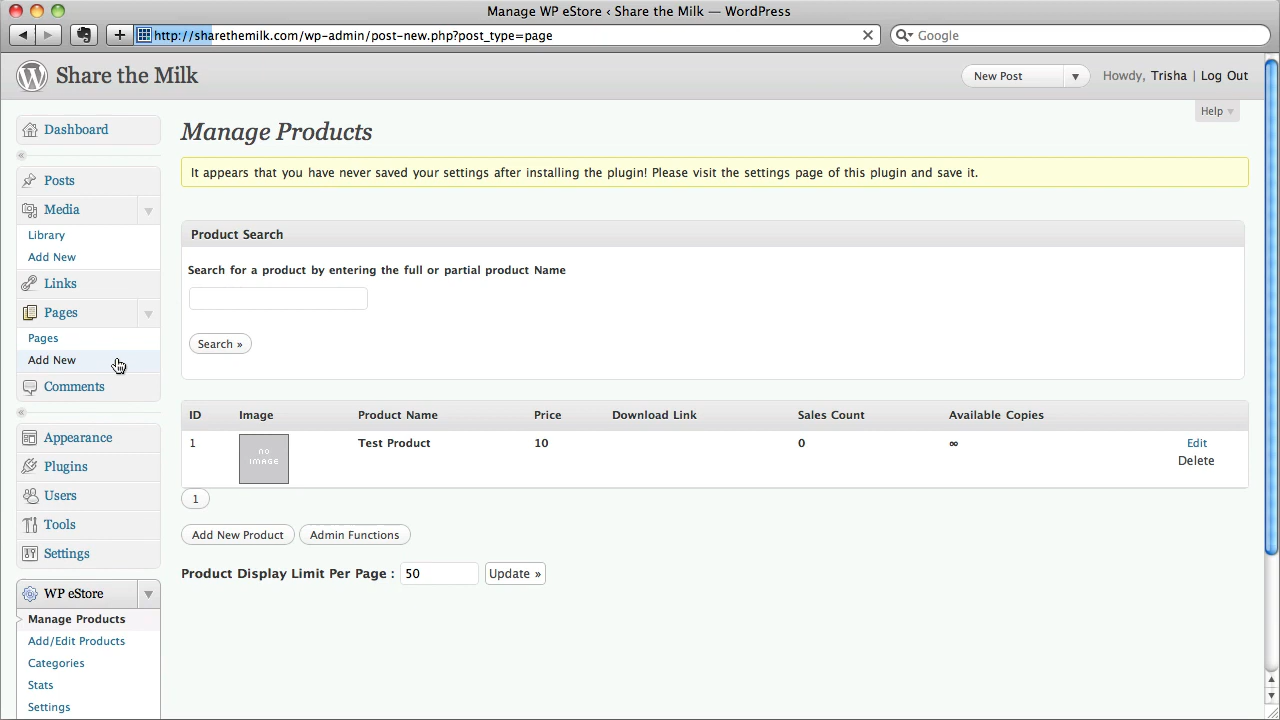 Manage WP eStore ‹ Share the Milk — WordPress
http://sharethemilk.com/wp-admin/post-new.php?post_type=page
Google
Share the Milk
New Post
Howdy, Trisha | Log Out
Help
Dashboard
Posts
Media
Library
Add New
Links
Pages
Pages
Add New
Comments
Appearance
Plugins
Users
Tools
Settings
WP eStore
Manage Products
Add/Edit Products
Categories
Stats
Settings
Manage Products
It appears that you have never saved your settings after installing the plugin! Please visit the settings page of this plugin and save it.
Product Search
Search for a product by entering the full or partial product Name
Search »
ID Image Product Name Price Download Link Sales Count Available Copies
1 no IMAGE Test Product 10 0 ∞ Edit
Delete
1
Add New Product Admin Functions
Product Display Limit Per Page : 50 Update »